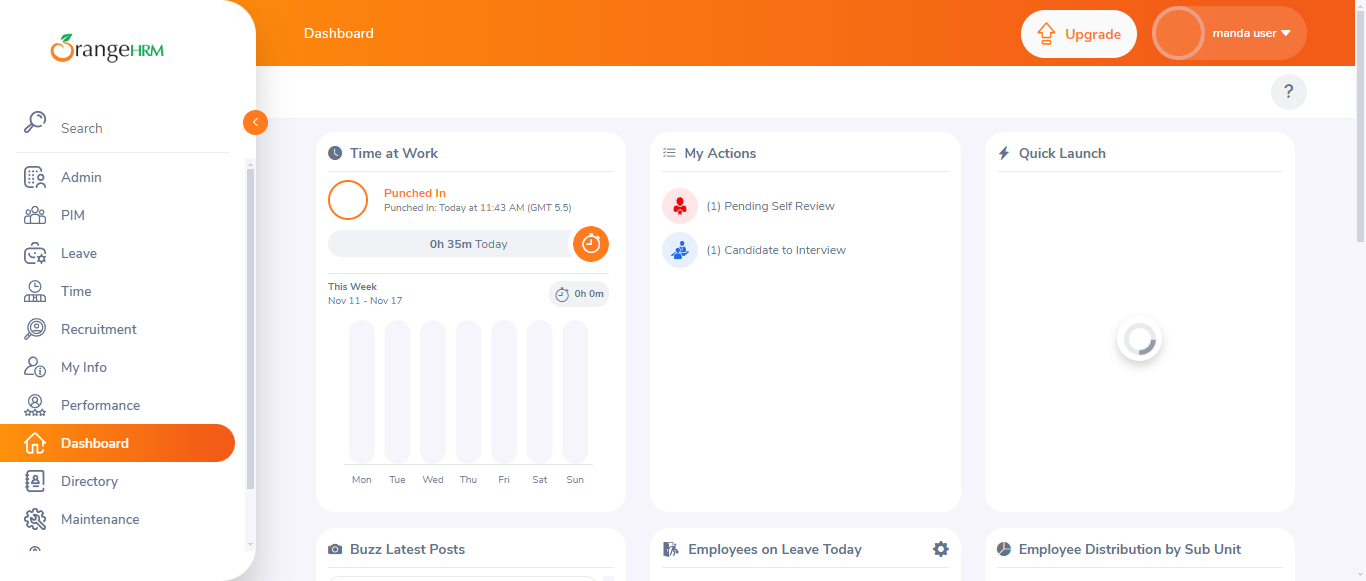 OrangeHRM
Dashboard
Upgrade
manda user
?
Search
Admin
PIM
Leave
Time
Recruitment
My Info
Performance
Dashboard
Directory
Maintenance
Time at Work
Punched In
Punched In: Today at 11:43 AM (GMT 5.5)
0h 35m Today
This Week
Nov 11 - Nov 17
0h 0m
Mon Tue Wed Thu Fri Sat Sun
My Actions
(1) Pending Self Review
(1) Candidate to Interview
Quick Launch
Buzz Latest Posts
Employees on Leave Today
Employee Distribution by Sub Unit